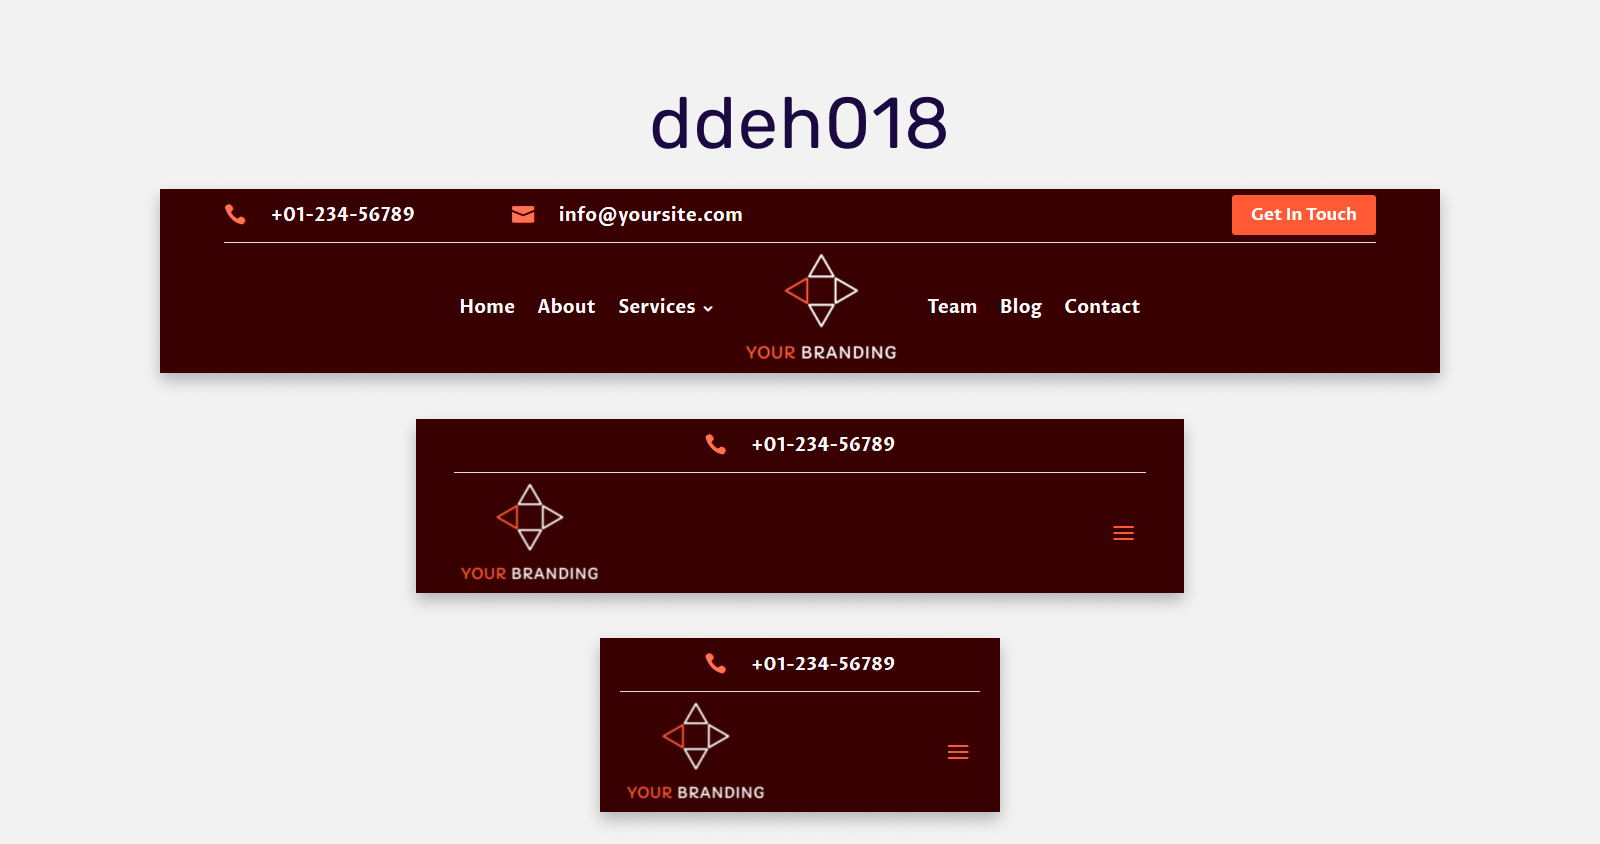 ddeh018
+01-234-56789 info@yoursite.com Get In Touch
Home About Services Team Blog Contact
YOUR BRANDING
+01-234-56789
YOUR BRANDING
+01-234-56789
YOUR BRANDING